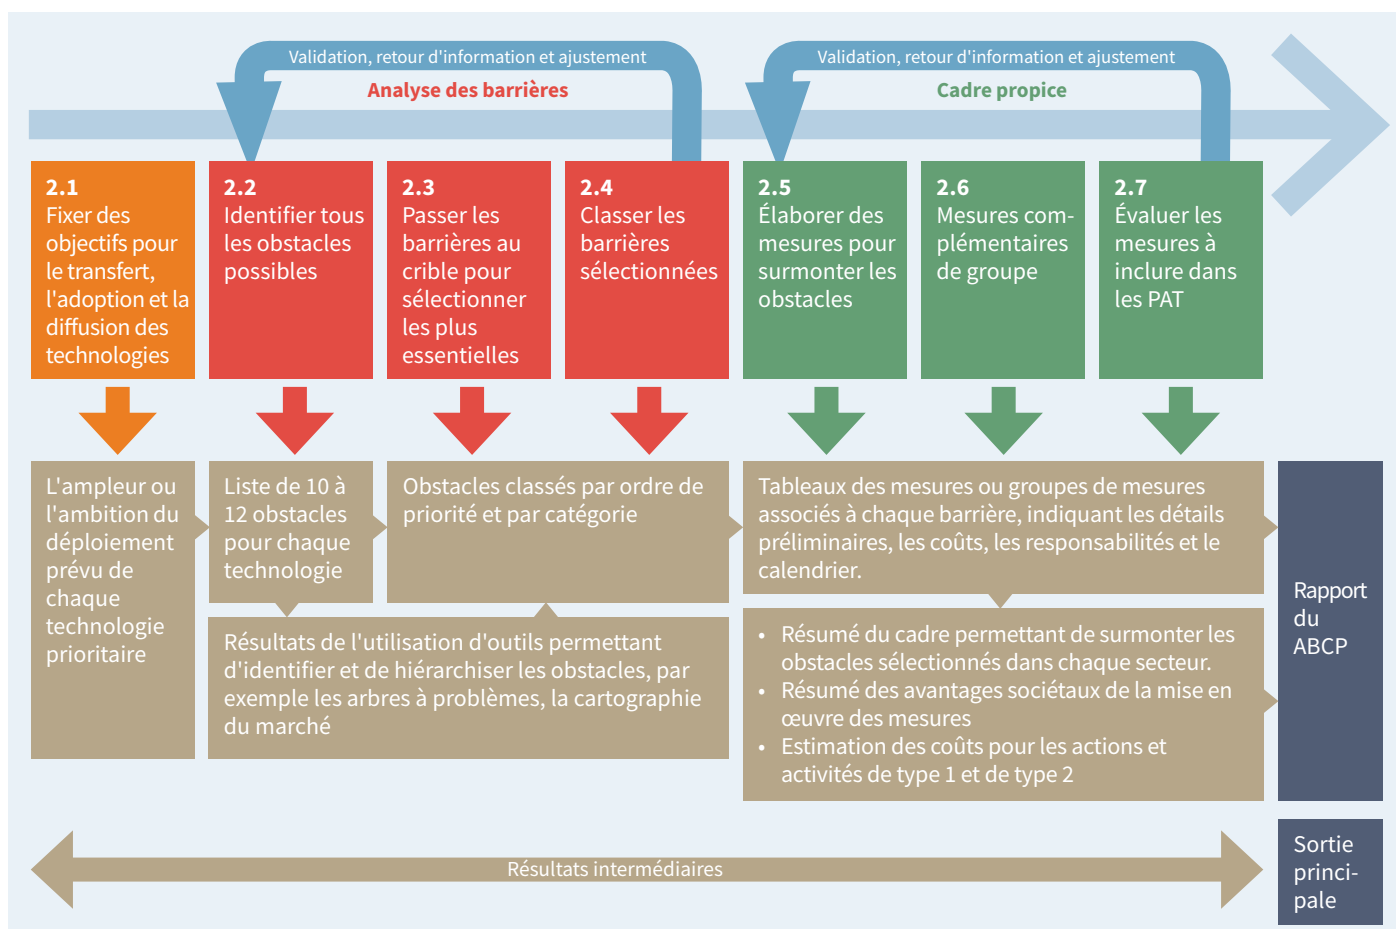 Validation, retour d'information et ajustement
Analyse des barrières
Validation, retour d'information et ajustement
Cadre propice
2.1
Fixer des
objectifs pour
le transfert,
l'adoption et la
diffusion des
technologies
2.2
Identifier tous
les obstacles
possibles
2.3
Passer les
barrières au
crible pour
sélectionner
les plus
essentielles
2.4
Classer les
barrières
sélectionnées
2.5
Élaborer des
mesures pour
surmonter les
obstacles
2.6
Mesures com-
plémentaires
de groupe
2.7
Évaluer les
mesures à
inclure dans
les PAT
L'ampleur ou
l'ambition du
déploiement
prévu de
chaque
technologie
prioritaire
Liste de 10 à
12 obstacles
pour chaque
technologie
Obstacles classés par ordre de
priorité et par catégorie
Résultats de l'utilisation d'outils permettant
d'identifier et de hiérarchiser les obstacles, par
exemple les arbres à problèmes, la cartographie
du marché
Tableaux des mesures ou groupes de mesures
associés à chaque barrière, indiquant les détails
préliminaires, les coûts, les responsabilités et le
calendrier.
• Résumé du cadre permettant de surmonter les
obstacles sélectionnés dans chaque secteur.
• Résumé des avantages sociétaux de la mise en
œuvre des mesures
• Estimation des coûts pour les actions et
activités de type 1 et de type 2
Rapport
du
ABCP
Résultats intermédiaires
Sortie
princi-
pale